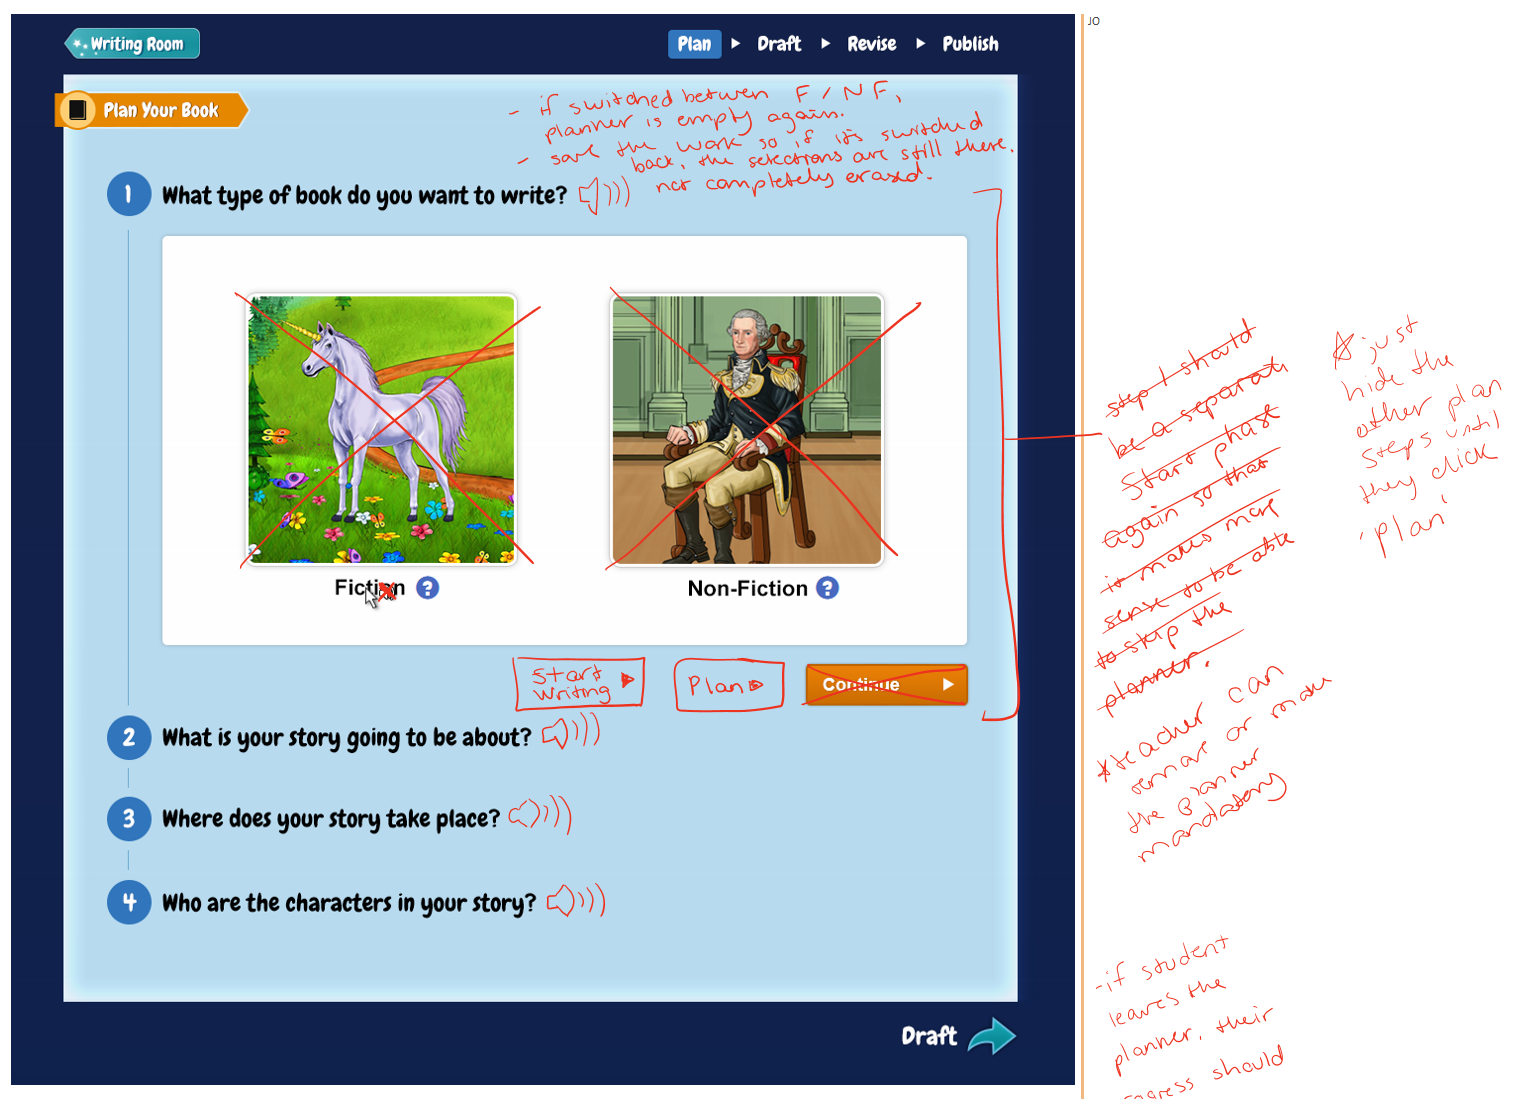 JO
Writing Room
Plan ▶ Draft ▶ Revise ▶ Publish
Plan Your Book
- if switched between F / NF,
planner is empty again.
- save the work so if it's switched
back, the selections are still there,
not completely erased.
1 What type of book do you want to write?
Fiction ?
Non-Fiction ?
Start
Writing
Plan
Continue
2 What is your story going to be about?
3 Where does your story take place?
4 Who are the characters in your story?
Draft
step 1 should
be a separate
Start phase
again so that
it makes more
sense to be able
to skip the
planner.
just
hide the
other plan
steps until
they click
'plan'
teacher can
or make
the planner
mandatory
- if student
leaves the
planner, their
should